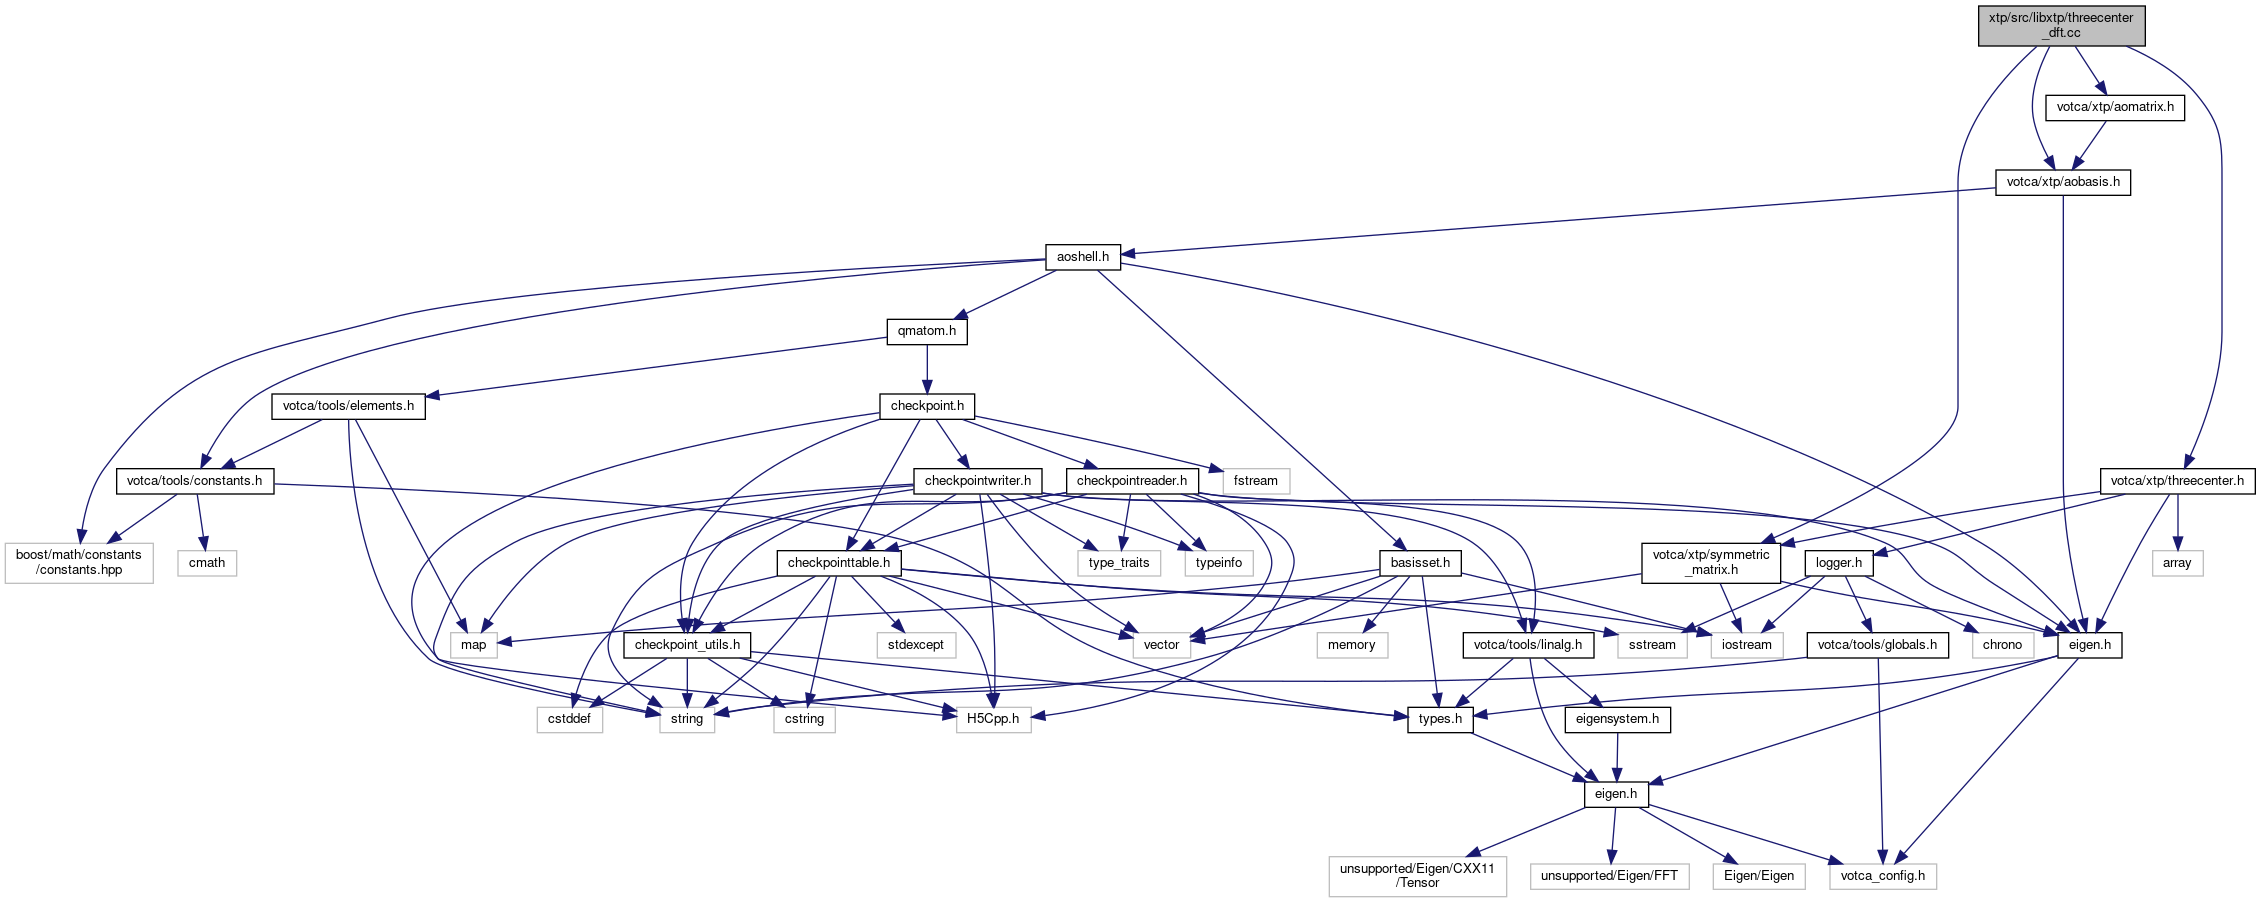 xtp/src/libxtp/threecenter
_dft.cc
votca/xtp/aomatrix.h
votca/xtp/aobasis.h
aoshell.h
qmatom.h
votca/tools/elements.h
checkpoint.h
votca/tools/constants.h
checkpointwriter.h
checkpointreader.h
fstream
votca/xtp/threecenter.h
boost/math/constants
/constants.hpp
cmath
checkpointtable.h
type_traits
typeinfo
basisset.h
votca/xtp/symmetric
_matrix.h
logger.h
array
map
checkpoint_utils.h
stdexcept
vector
memory
votca/tools/linalg.h
sstream
iostream
votca/tools/globals.h
chrono
eigen.h
cstddef
string
cstring
H5Cpp.h
types.h
eigensystem.h
eigen.h
unsupported/Eigen/CXX11
/Tensor
unsupported/Eigen/FFT
Eigen/Eigen
votca_config.h